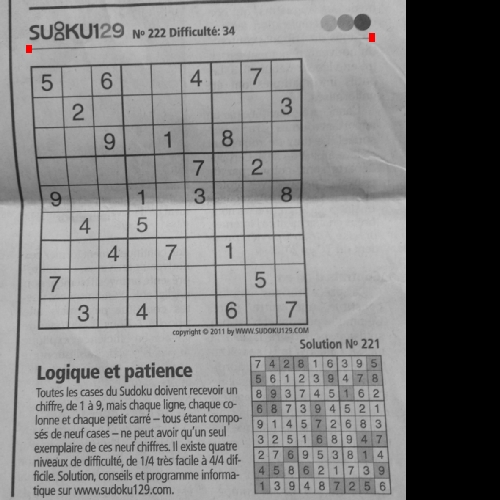 SUDOKU129 Nº 222 Difficulté: 34
5 6 4 7
2 3
9 1 8
7 2
9 1 3 8
4 5
4 7 1
7 5
3 4 6 7
copyright © 2011 by WWW.SUDOKU129.COM
Solution Nº 221
7 4 2 8 1 6 3 9 5
5 6 1 2 3 9 4 7 8
8 9 3 7 4 5 1 6 2
6 8 7 3 9 4 5 2 1
9 1 4 5 7 2 6 8 3
3 2 5 1 6 8 9 4 7
2 7 6 9 5 3 8 1 4
4 5 8 6 2 1 7 3 9
1 3 9 4 8 7 2 5 6
Logique et patience
Toutes les cases du Sudoku doivent recevoir un
chiffre, de 1 à 9, mais chaque ligne, chaque co-
lonne et chaque petit carré – tous étant compo-
sés de neuf cases – ne peut avoir qu'un seul
exemplaire de ces neuf chiffres. Il existe quatre
niveaux de difficulté, de 1/4 très facile à 4/4 dif-
ficile. Solution, conseils et programme informa-
tique sur www.sudoku129.com.